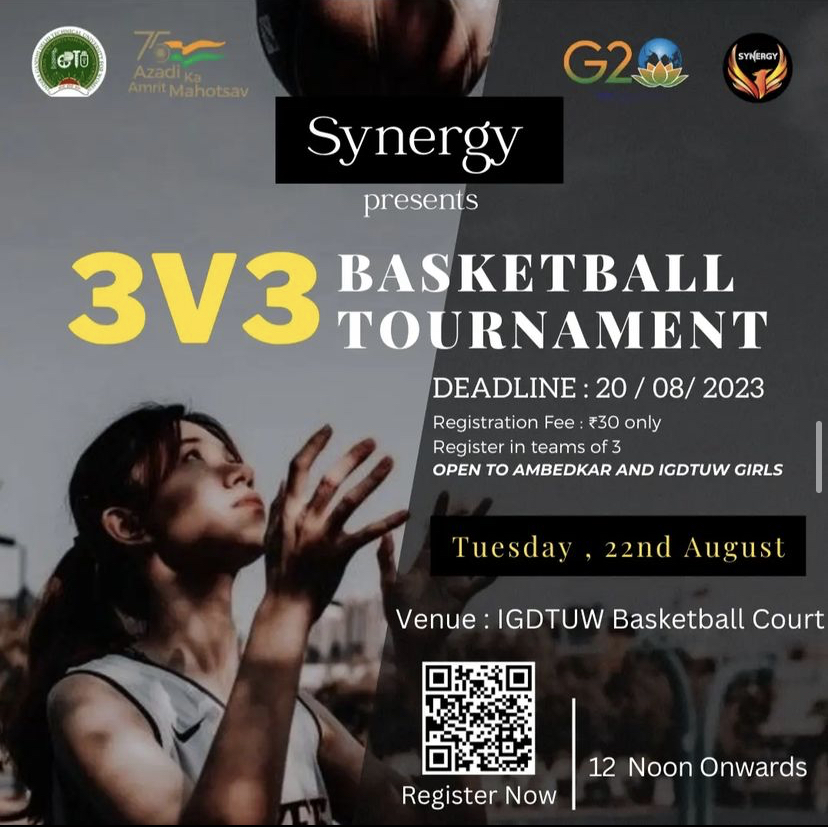 75
Azadi Ka
Amrit Mahotsav
G20
SYNERGY
Synergy
presents
3V3
BASKETBALL
TOURNAMENT
DEADLINE : 20 / 08/ 2023
Registration Fee : ₹30 only
Register in teams of 3
OPEN TO AMBEDKAR AND IGDTUW GIRLS
Tuesday , 22nd August
Venue : IGDTUW Basketball Court
Register Now
12 Noon Onwards